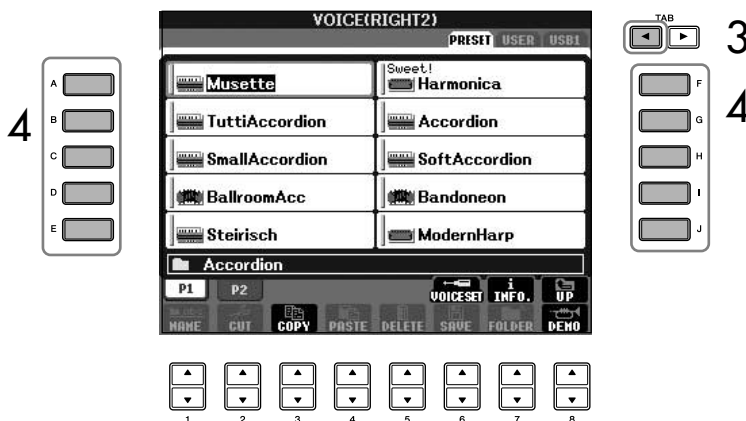 VOICE(RIGHT2)
PRESET USER USB1
TAB
3
4
A
B
C
D
E
Musette
Sweet!
Harmonica
TuttiAccordion
Accordion
SmallAccordion
SoftAccordion
BallroomAcc
Bandoneon
Steirisch
ModernHarp
Accordion
P1 P2
VOICESET
i
INFO.
UP
NAME CUT COPY PASTE DELETE SAVE FOLDER DEMO
F
G
H
I
J
4
1 2 3 4 5 6 7 8